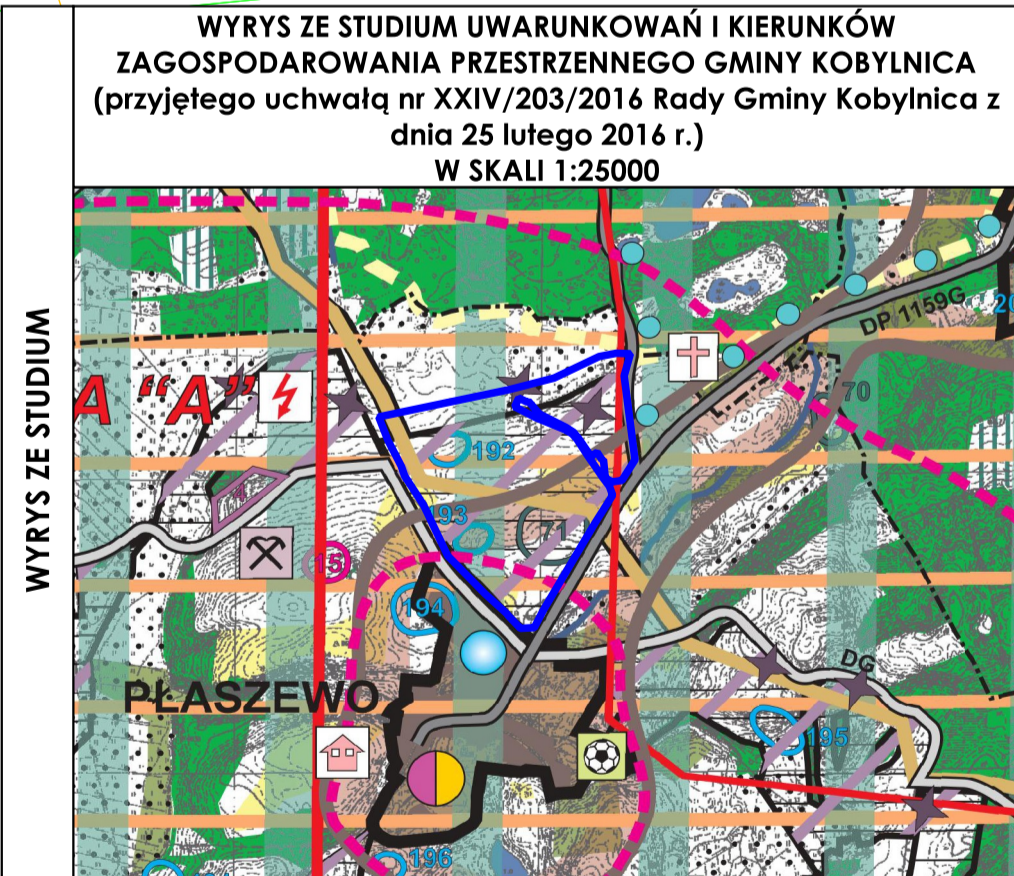 WYRYS ZE STUDIUM UWARUNKOWAŃ I KIERUNKÓW
ZAGOSPODAROWANIA PRZESTRZENNEGO GMINY KOBYLNICA
(przyjętego uchwałą nr XXIV/203/2016 Rady Gminy Kobylnica z
dnia 25 lutego 2016 r.)
W SKALI 1:25000
WYRYS ZE STUDIUM
DP 1159G
20
A “A”
70
192
193
71
15
194
DG
PŁASZEWO
195
196